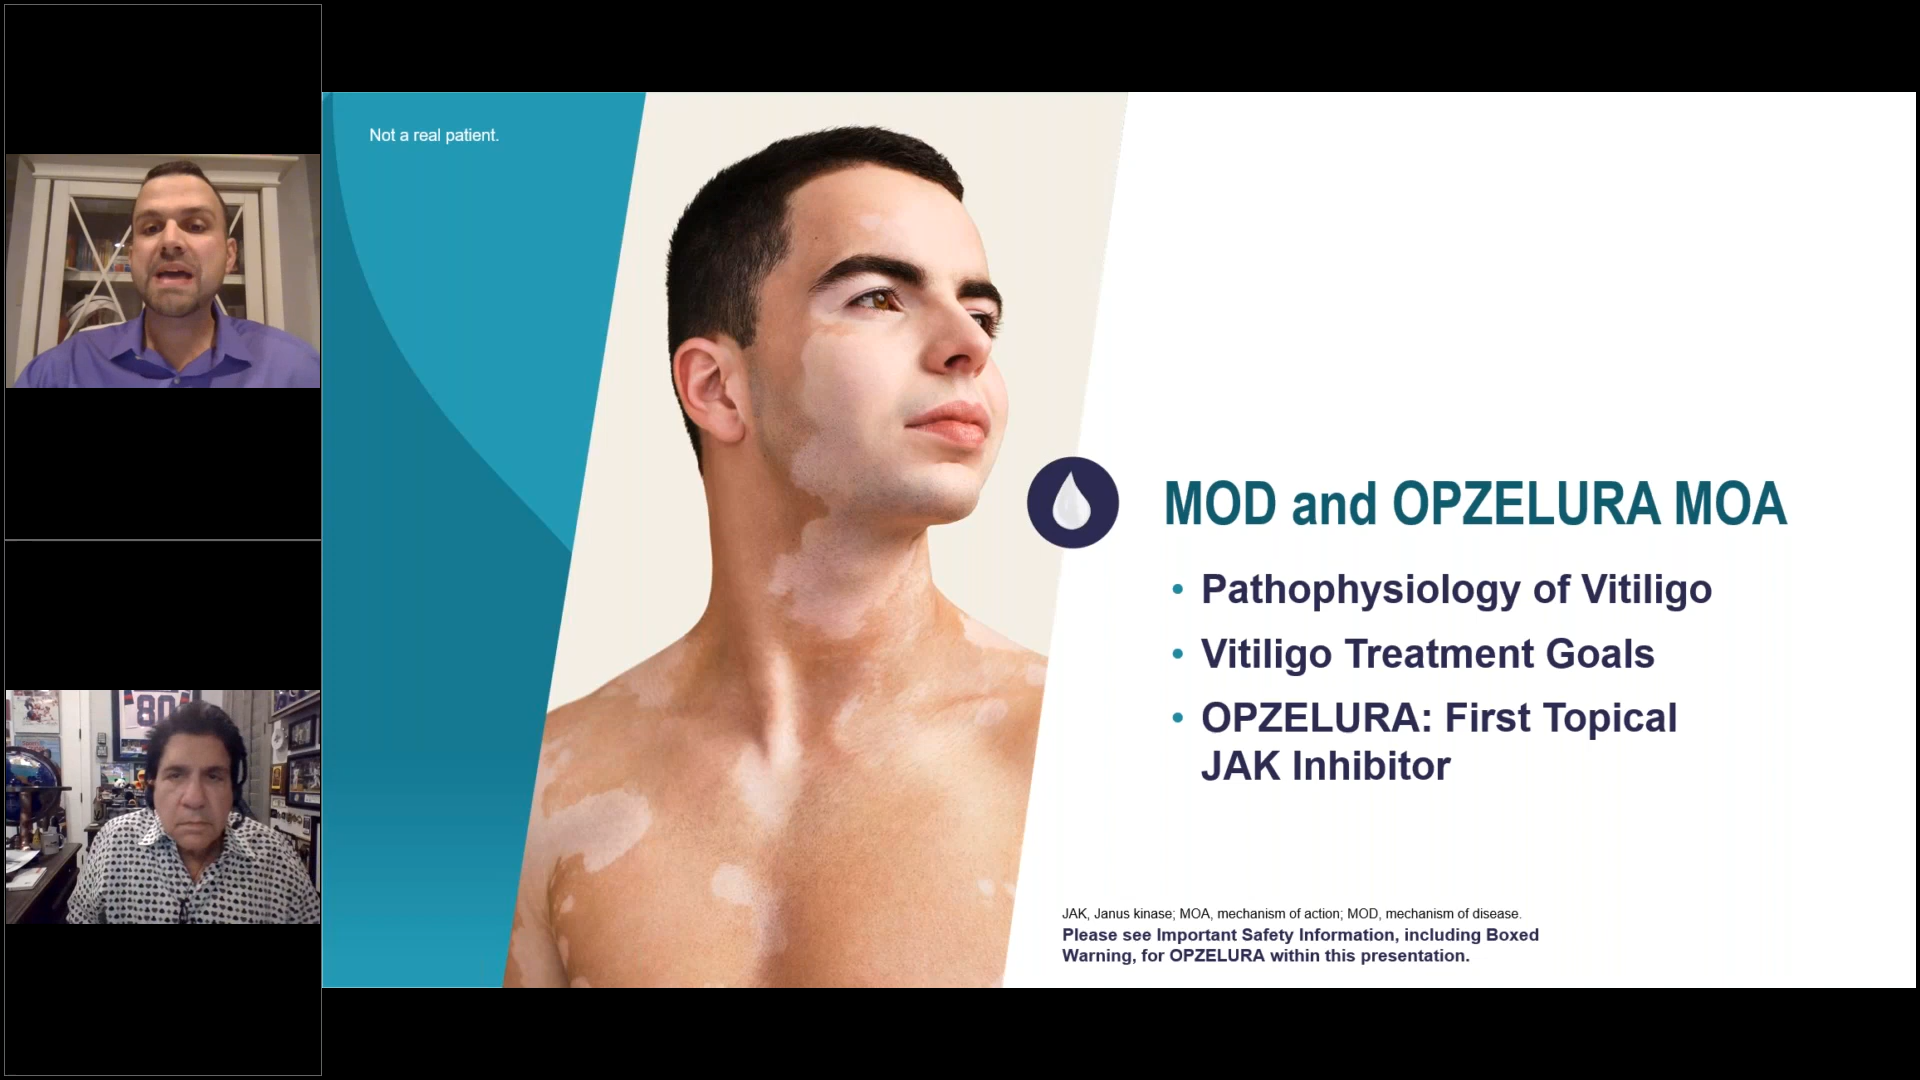 Not a real patient.
80
MOD and OPZELURA MOA
• Pathophysiology of Vitiligo
• Vitiligo Treatment Goals
• OPZELURA: First Topical
JAK Inhibitor
JAK, Janus kinase; MOA, mechanism of action; MOD, mechanism of disease.
Please see Important Safety Information, including Boxed
Warning, for OPZELURA within this presentation.